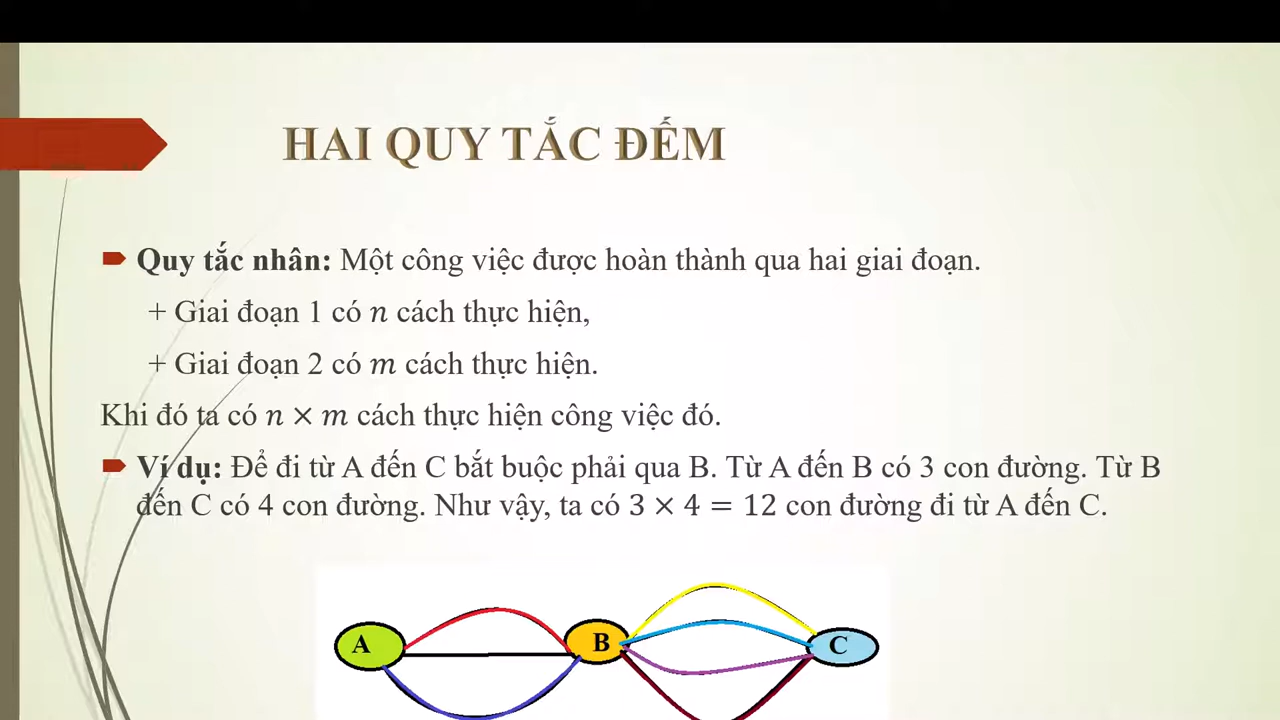 HAI QUY TẮC ĐẾM
Quy tắc nhân: Một công việc được hoàn thành qua hai giai đoạn.
+ Giai đoạn 1 có n cách thực hiện,
+ Giai đoạn 2 có m cách thực hiện.
Khi đó ta có n × m cách thực hiện công việc đó.
Ví dụ: Để đi từ A đến C bắt buộc phải qua B. Từ A đến B có 3 con đường. Từ B
đến C có 4 con đường. Như vậy, ta có 3 × 4 = 12 con đường đi từ A đến C.
A B C